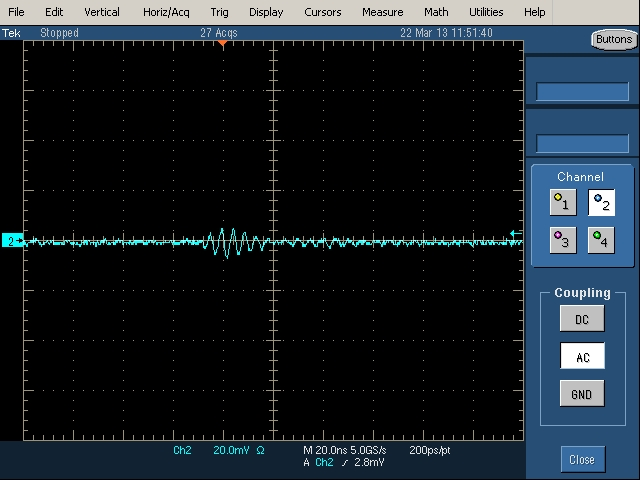 File Edit Vertical Horiz/Acq Trig Display Cursors Measure Math Utilities Help
Tek Stopped 27 Acqs 22 Mar 13 11:51:40
Buttons
Channel
1 2
3 4
2
Coupling
DC
AC
GND
Ch2 20.0mV Ω M 20.0ns 5.0GS/s 200ps/pt
A Ch2 ∫ 2.8mV
Close